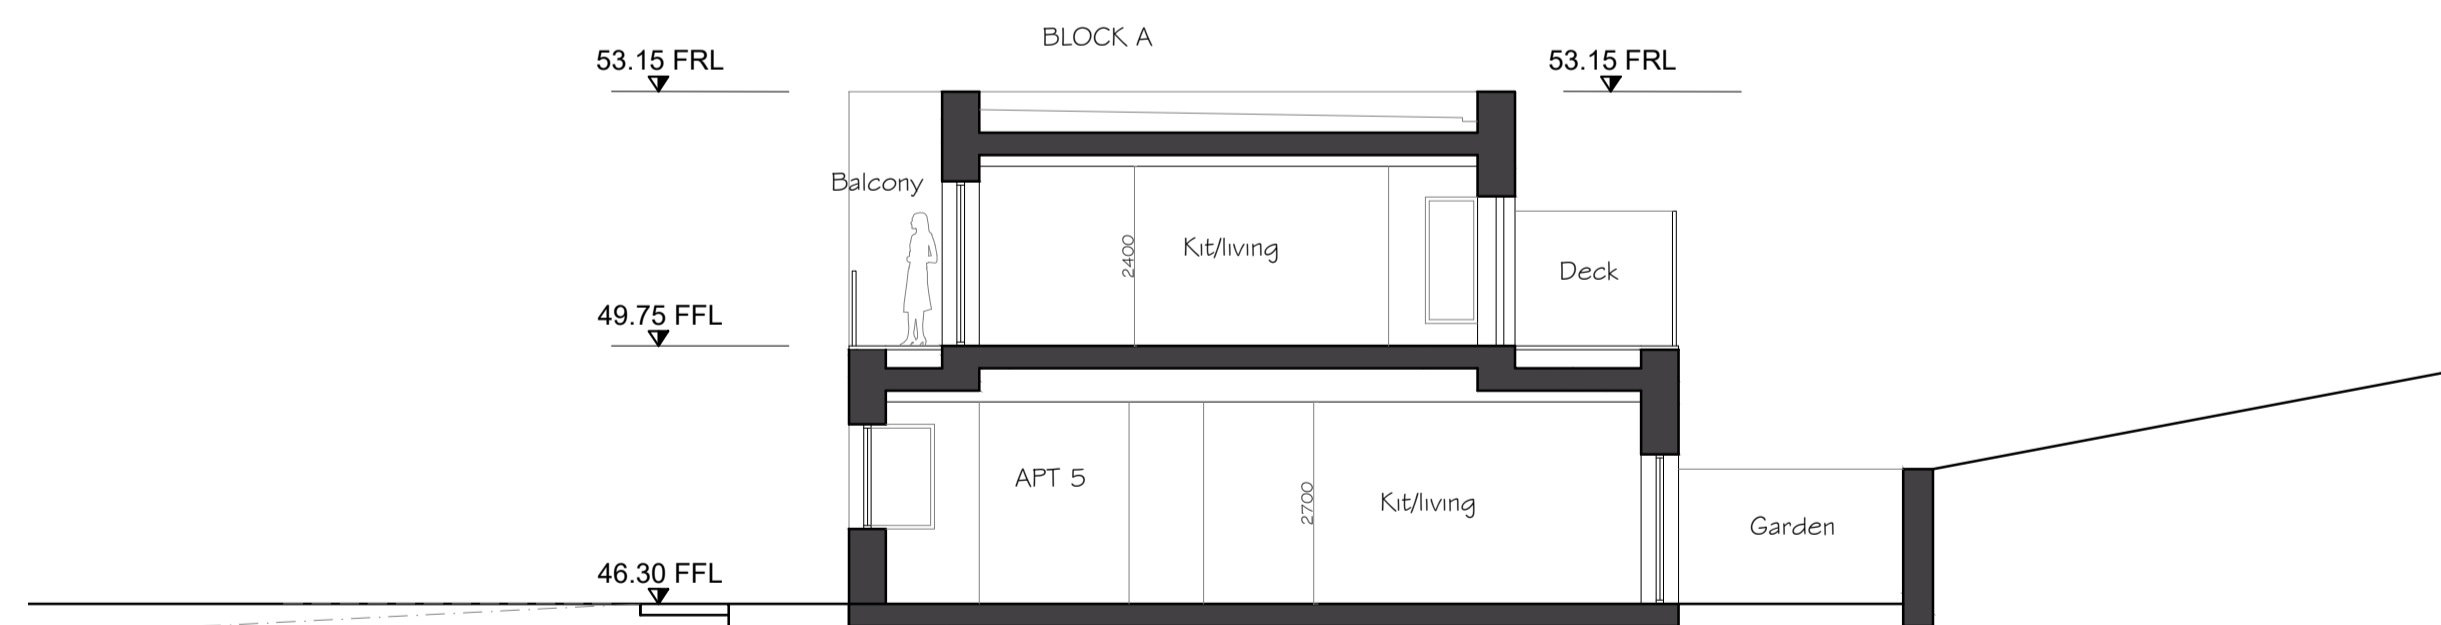 BLOCK A
53.15 FRL
53.15 FRL
Balcony
2400
Kit/living
Deck
49.75 FFL
APT 5
2700
Kit/living
Garden
46.30 FFL